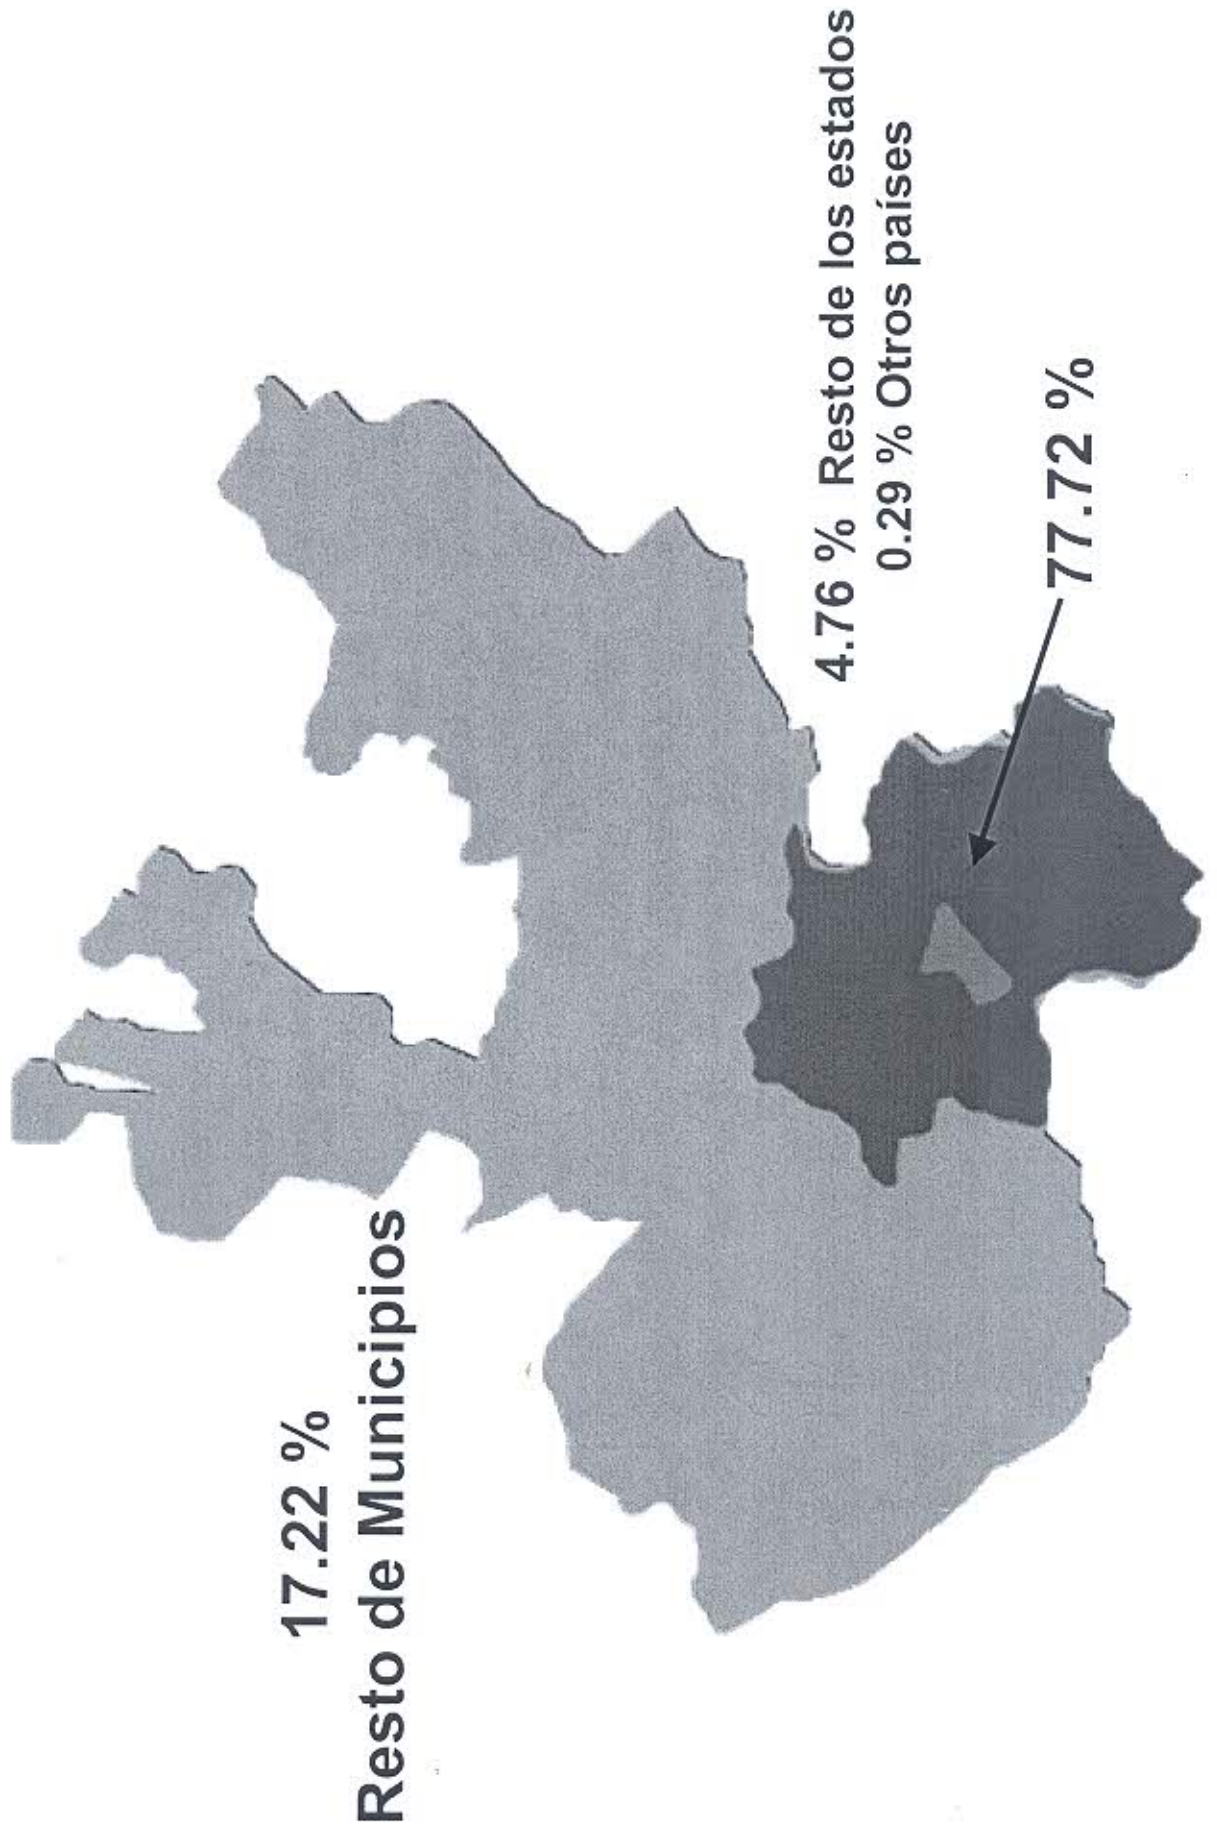 17.22 %
Resto de Municipios
4.76 % Resto de los estados
0.29 % Otros países
77.72 %